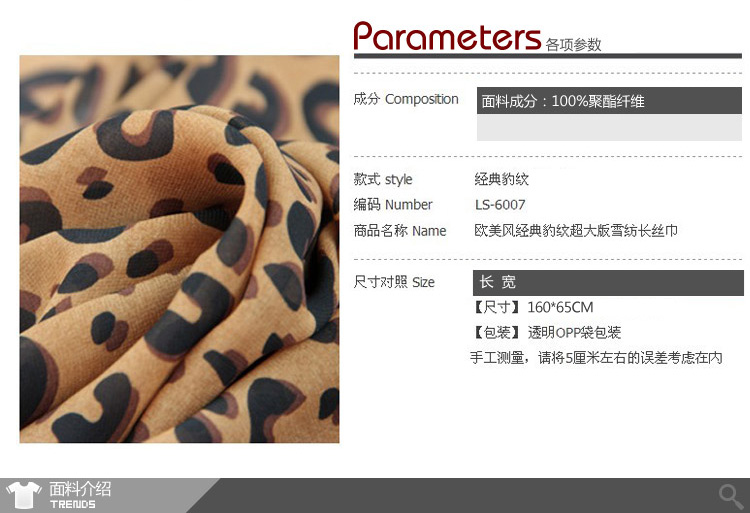 Parameters 各项参数
成分 Composition 面料成分：100%聚酯纤维
款式 style 经典豹纹
编码 Number LS-6007
商品名称 Name 欧美风经典豹纹超大版雪纺长丝巾
尺寸对照 Size 长 宽
【尺寸】 160*65CM
【包装】 透明OPP袋包装
手工测量，请将5厘米左右的误差考虑在内
面料介绍
TRENDS